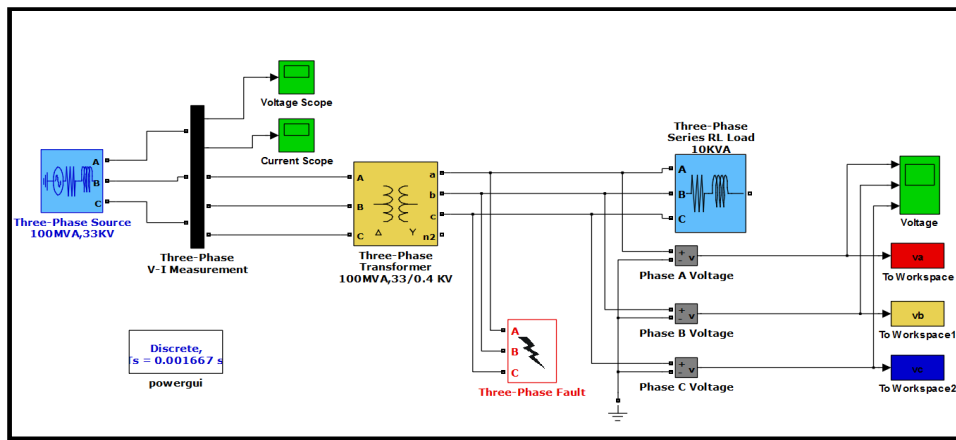 Voltage Scope
Current Scope
A
B
C
Three-Phase Source
100MVA,33KV
Three-Phase
V-I Measurement
A
B
C
a
b
c
n2
Three-Phase
Transformer
100MVA,33/0.4 KV
Three-Phase
Series RL Load
10KVA
A
B
C
Voltage
+
-
v
Phase A Voltage
va
To Workspace
+
-
v
Phase B Voltage
vb
To Workspace1
+
-
v
Phase C Voltage
vc
To Workspace2
A
B
C
Three-Phase Fault
Discrete,
s = 0.001667 s
powergui